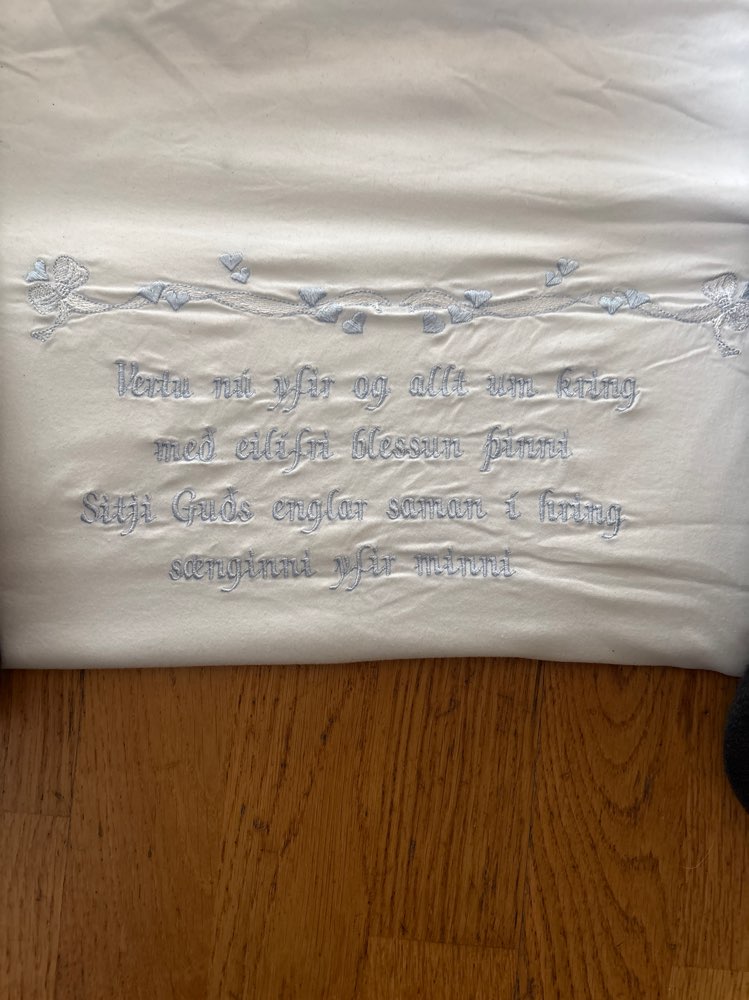 Vertu nú yfir og allt um kring
með eilífri blessun þinni
Sitji Guðs englar saman í hring
sænginni yfir minni